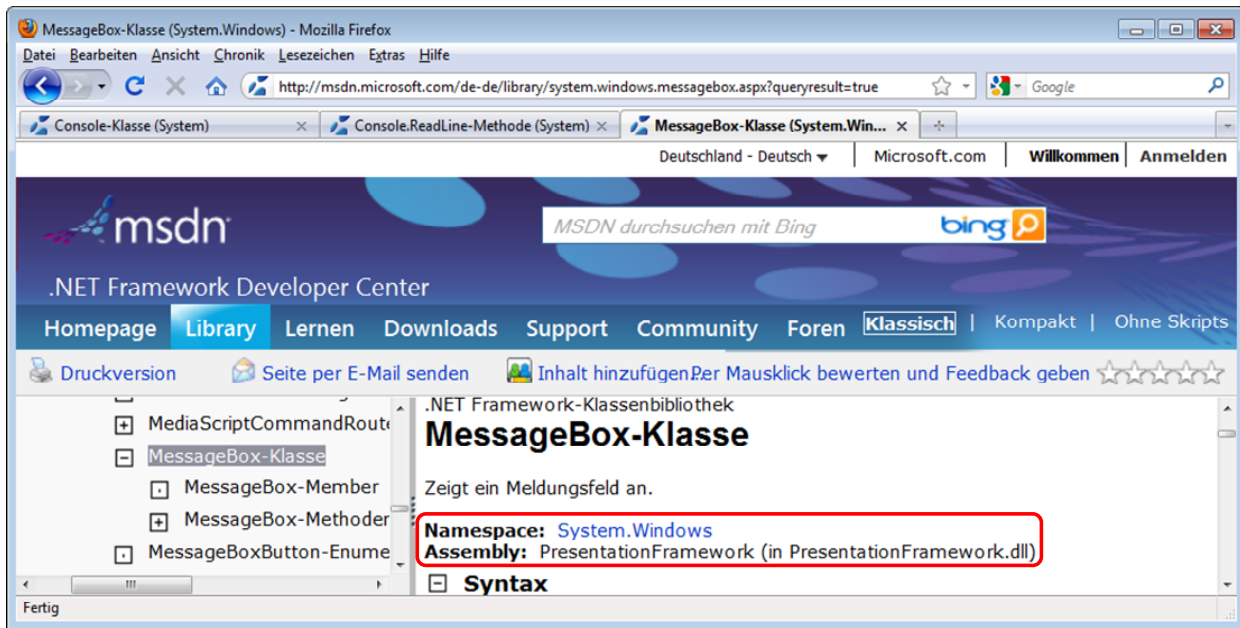 MessageBox-Klasse (System.Windows) - Mozilla Firefox
Datei Bearbeiten Ansicht Chronik Lesezeichen Extras Hilfe
http://msdn.microsoft.com/de-de/library/system.windows.messagebox.aspx?queryresult=true Google
Console-Klasse (System) Console.ReadLine-Methode (System) MessageBox-Klasse (System.Win...
Deutschland - Deutsch Microsoft.com Willkommen Anmelden
msdn MSDN durchsuchen mit Bing bing
.NET Framework Developer Center
Homepage Library Lernen Downloads Support Community Foren Klassisch | Kompakt | Ohne Skripts
Druckversion Seite per E-Mail senden Inhalt hinzufügen Per Mausklick bewerten und Feedback geben
MediaScriptCommandRoute
MessageBox-Klasse
MessageBox-Member
MessageBox-Methoden
MessageBoxButton-Enume
.NET Framework-Klassenbibliothek
MessageBox-Klasse
Zeigt ein Meldungsfeld an.
Namespace: System.Windows
Assembly: PresentationFramework (in PresentationFramework.dll)
Syntax
Fertig